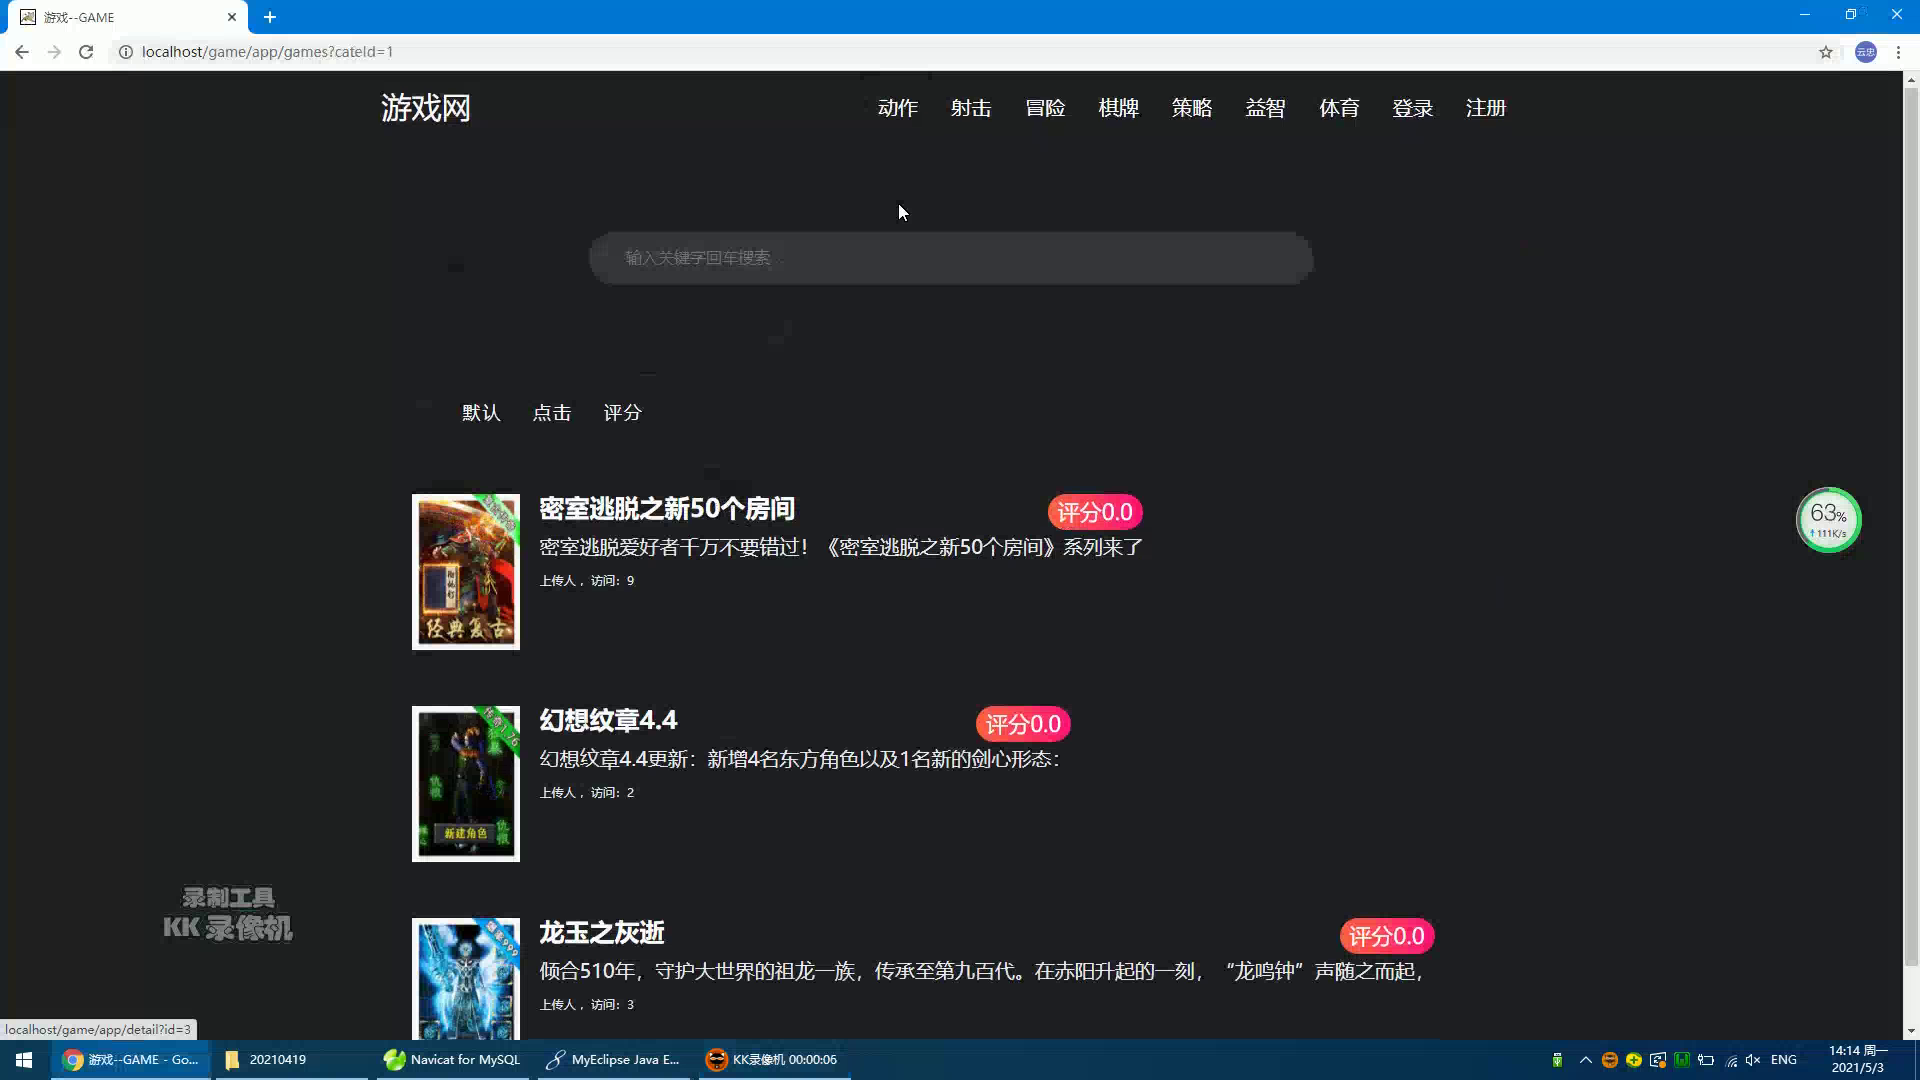 游戏--GAME
localhost/game/app/games?cateId=1
云忠
游戏网
动作 射击 冒险 棋牌 策略 益智 体育 登录 注册
输入关键字回车搜索...
默认 点击 评分
密室逃脱之新50个房间
评分0.0
密室逃脱爱好者千万不要错过！《密室逃脱之新50个房间》系列来了
上传人，访问：9
经典复古
63%
111K/s
幻想纹章4.4
评分0.0
幻想纹章4.4更新：新增4名东方角色以及1名新的剑心形态：
上传人，访问：2
传奇1.76
新建角色
录制工具
KK 录像机
龙玉之灰逝
评分0.0
倾合510年，守护大世界的祖龙一族，传承至第九百代。在赤阳升起的一刻，“龙鸣钟”声随之而起，
上传人，访问：3
localhost/game/app/detail?id=3
游戏--GAME - Go...
20210419
Navicat for MySQL
MyEclipse Java E...
KK录像机 00:00:06
ENG
14:14 周一
2021/5/3